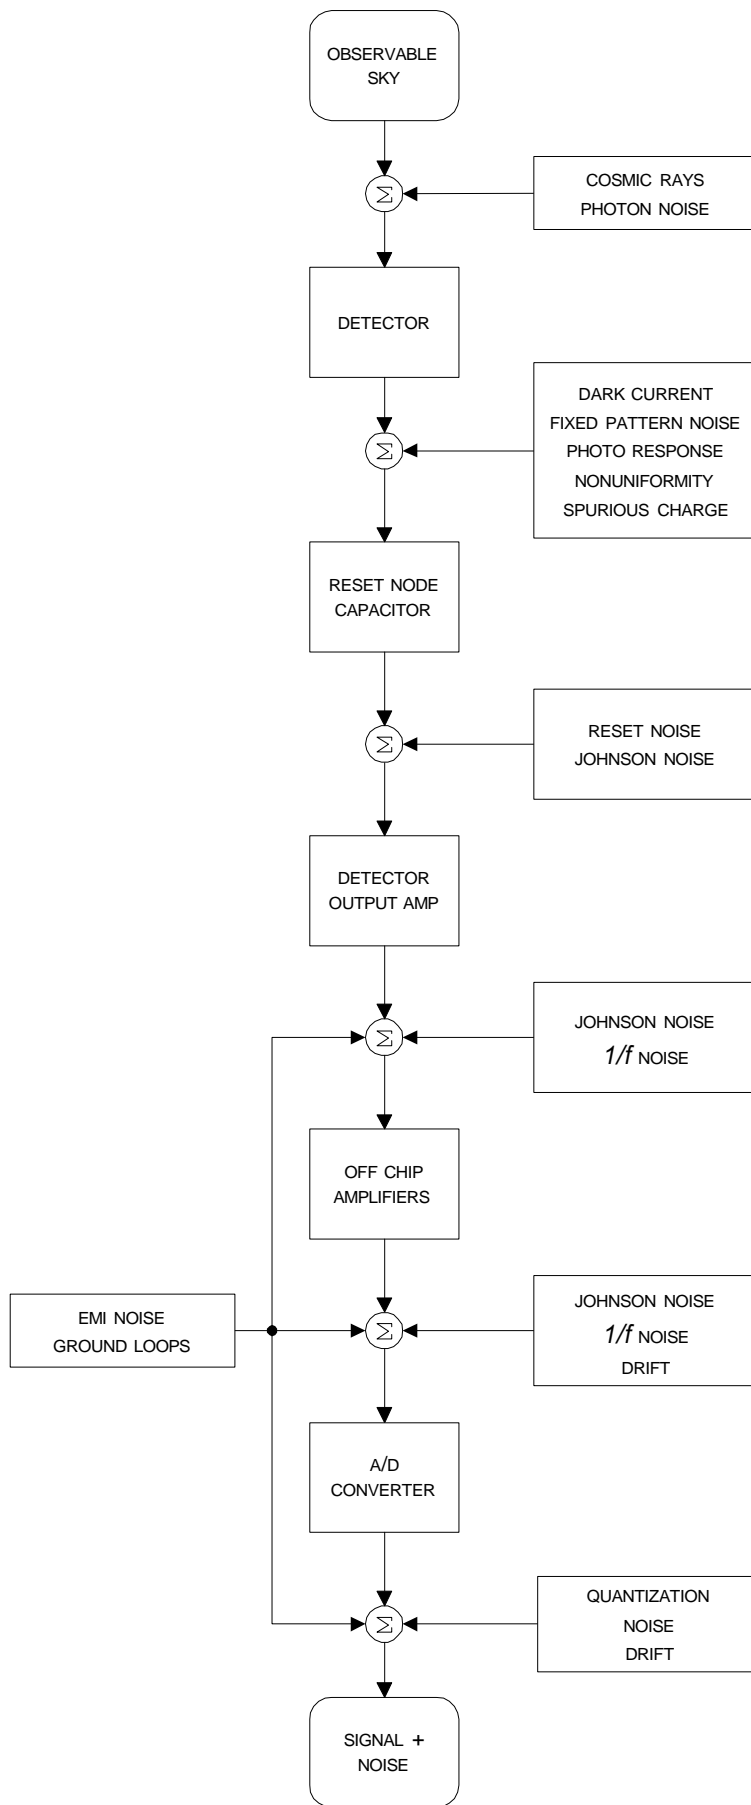 OBSERVABLE
SKY
Σ
COSMIC RAYS
PHOTON NOISE
DETECTOR
DARK CURRENT
FIXED PATTERN NOISE
PHOTO RESPONSE
NONUNIFORMITY
SPURIOUS CHARGE
Σ
RESET NODE
CAPACITOR
Σ
RESET NOISE
JOHNSON NOISE
DETECTOR
OUTPUT AMP
Σ
JOHNSON NOISE
1/f NOISE
OFF CHIP
AMPLIFIERS
EMI NOISE
GROUND LOOPS
Σ
JOHNSON NOISE
1/f NOISE
DRIFT
A/D
CONVERTER
Σ
QUANTIZATION
NOISE
DRIFT
SIGNAL +
NOISE